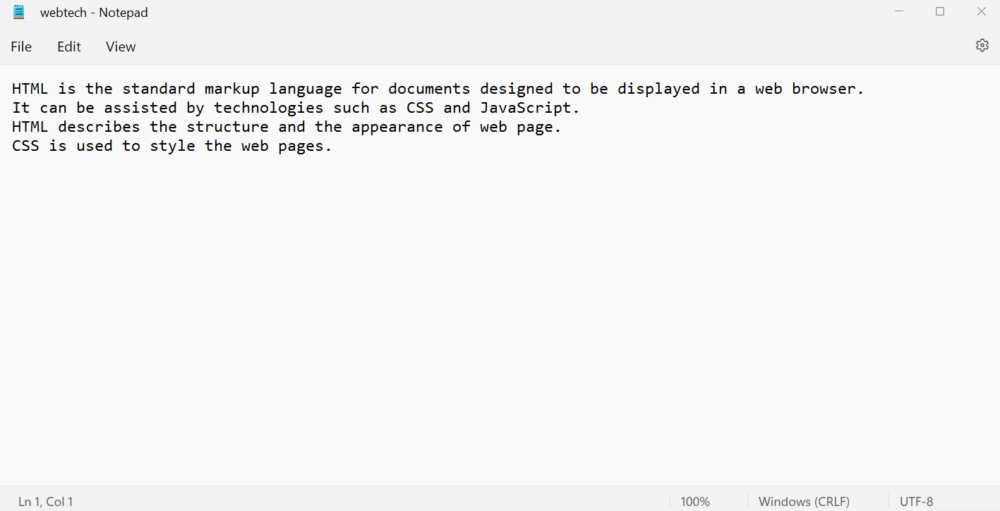 webtech - Notepad
File Edit View
HTML is the standard markup language for documents designed to be displayed in a web browser.
It can be assisted by technologies such as CSS and JavaScript.
HTML describes the structure and the appearance of web page.
CSS is used to style the web pages.
Ln 1, Col 1 100% Windows (CRLF) UTF-8